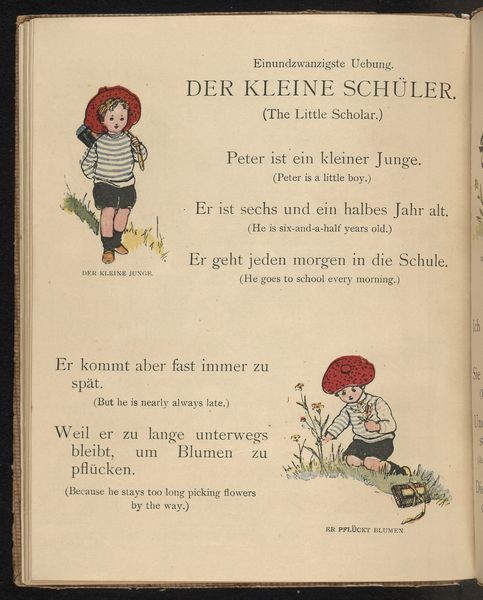 Einundzwanzigste Uebung.
DER KLEINE SCHÜLER.
(The Little Scholar.)
Peter ist ein kleiner Junge.
(Peter is a little boy.)
Er ist sechs und ein halbes Jahr alt.
(He is six-and-a-half years old.)
Er geht jeden morgen in die Schule.
(He goes to school every morning.)
DER KLEINE JUNGE.
Er kommt aber fast immer zu
spät.
(But he is nearly always late.)
Weil er zu lange unterwegs
bleibt, um Blumen zu
pflücken.
(Because he stays too long picking flowers
by the way.)
ER PFLÜCKT BLUMEN.
Ich
Sie